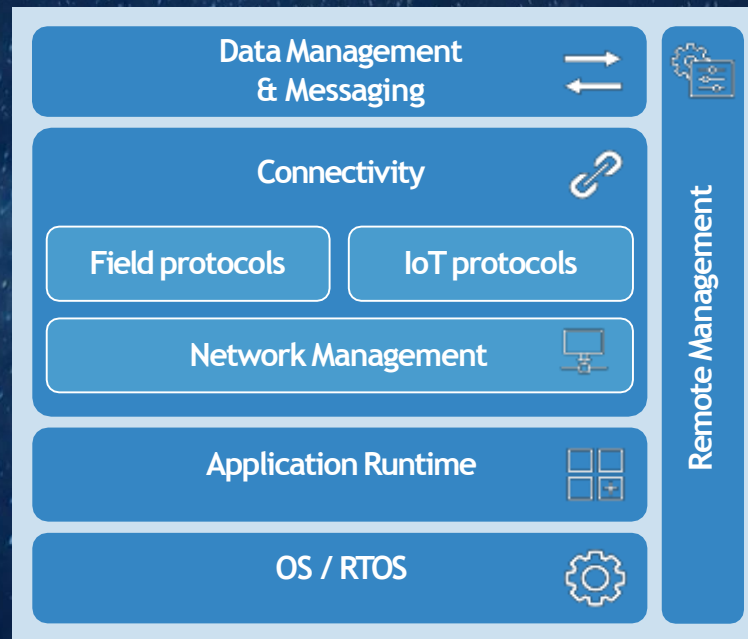 Data Management
& Messaging
Connectivity
Field protocols
IoT protocols
Network Management
Application Runtime
OS / RTOS
Remote Management